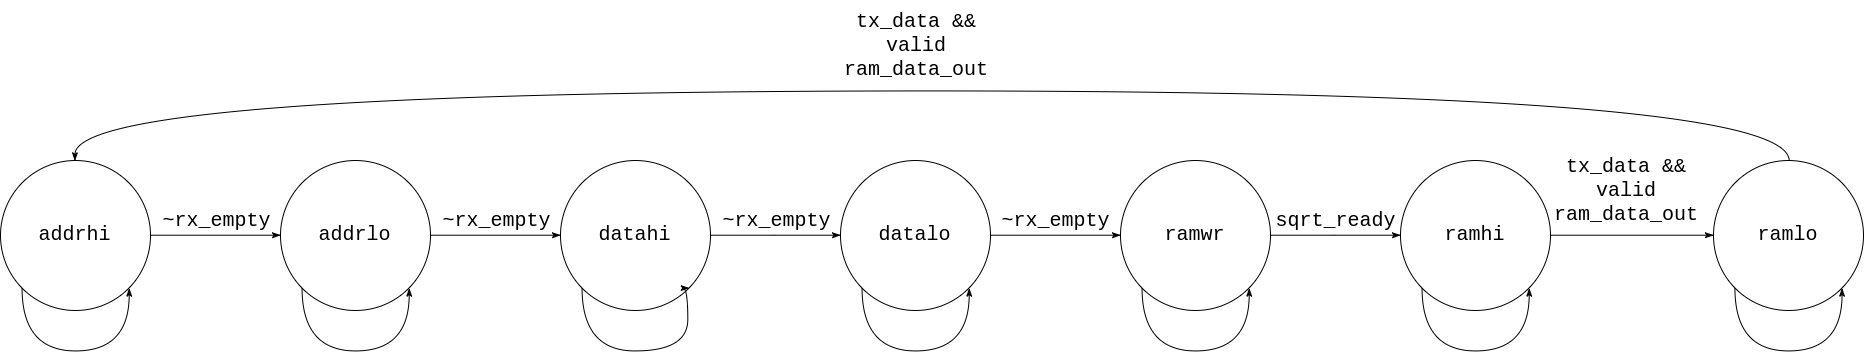 tx_data &&
valid
ram_data_out
tx_data &&
valid
ram_data_out
addrhi
~rx_empty
addrlo
~rx_empty
datahi
~rx_empty
datalo
~rx_empty
ramwr
sqrt_ready
ramhi
ramlo